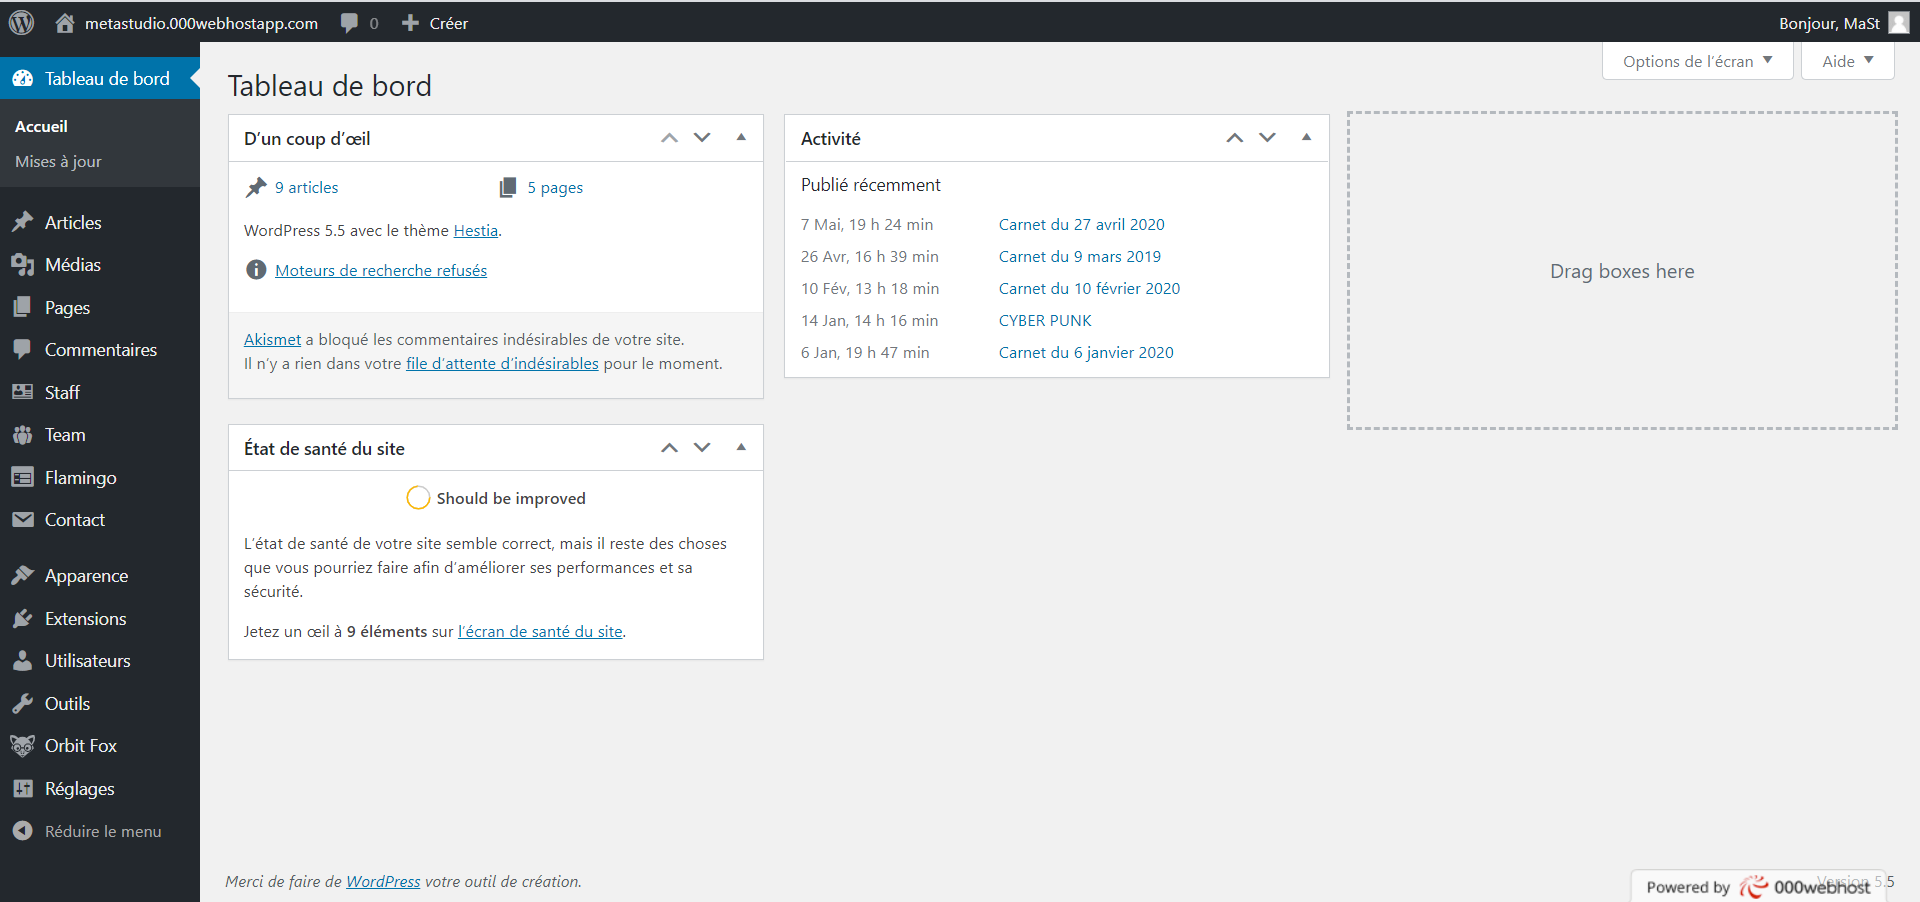 metastudio.000webhostapp.com 0 Créer Bonjour, MaSt
Options de l'écran Aide
Tableau de bord
Accueil
Mises à jour
Articles
Médias
Pages
Commentaires
Staff
Team
Flamingo
Contact
Apparence
Extensions
Utilisateurs
Outils
Orbit Fox
Réglages
Réduire le menu
Tableau de bord
D'un coup d'œil
9 articles 5 pages
WordPress 5.5 avec le thème Hestia.
Moteurs de recherche refusés
Akismet a bloqué les commentaires indésirables de votre site.
Il n'y a rien dans votre file d'attente d'indésirables pour le moment.
État de santé du site
Should be improved
L'état de santé de votre site semble correct, mais il reste des choses
que vous pourriez faire afin d'améliorer ses performances et sa
sécurité.
Jetez un œil à 9 éléments sur l'écran de santé du site.
Activité
Publié récemment
7 Mai, 19 h 24 min Carnet du 27 avril 2020
26 Avr, 16 h 39 min Carnet du 9 mars 2019
10 Fév, 13 h 18 min Carnet du 10 février 2020
14 Jan, 14 h 16 min CYBER PUNK
6 Jan, 19 h 47 min Carnet du 6 janvier 2020
Drag boxes here
Merci de faire de WordPress votre outil de création.
Version 5.5
Powered by 000webhost